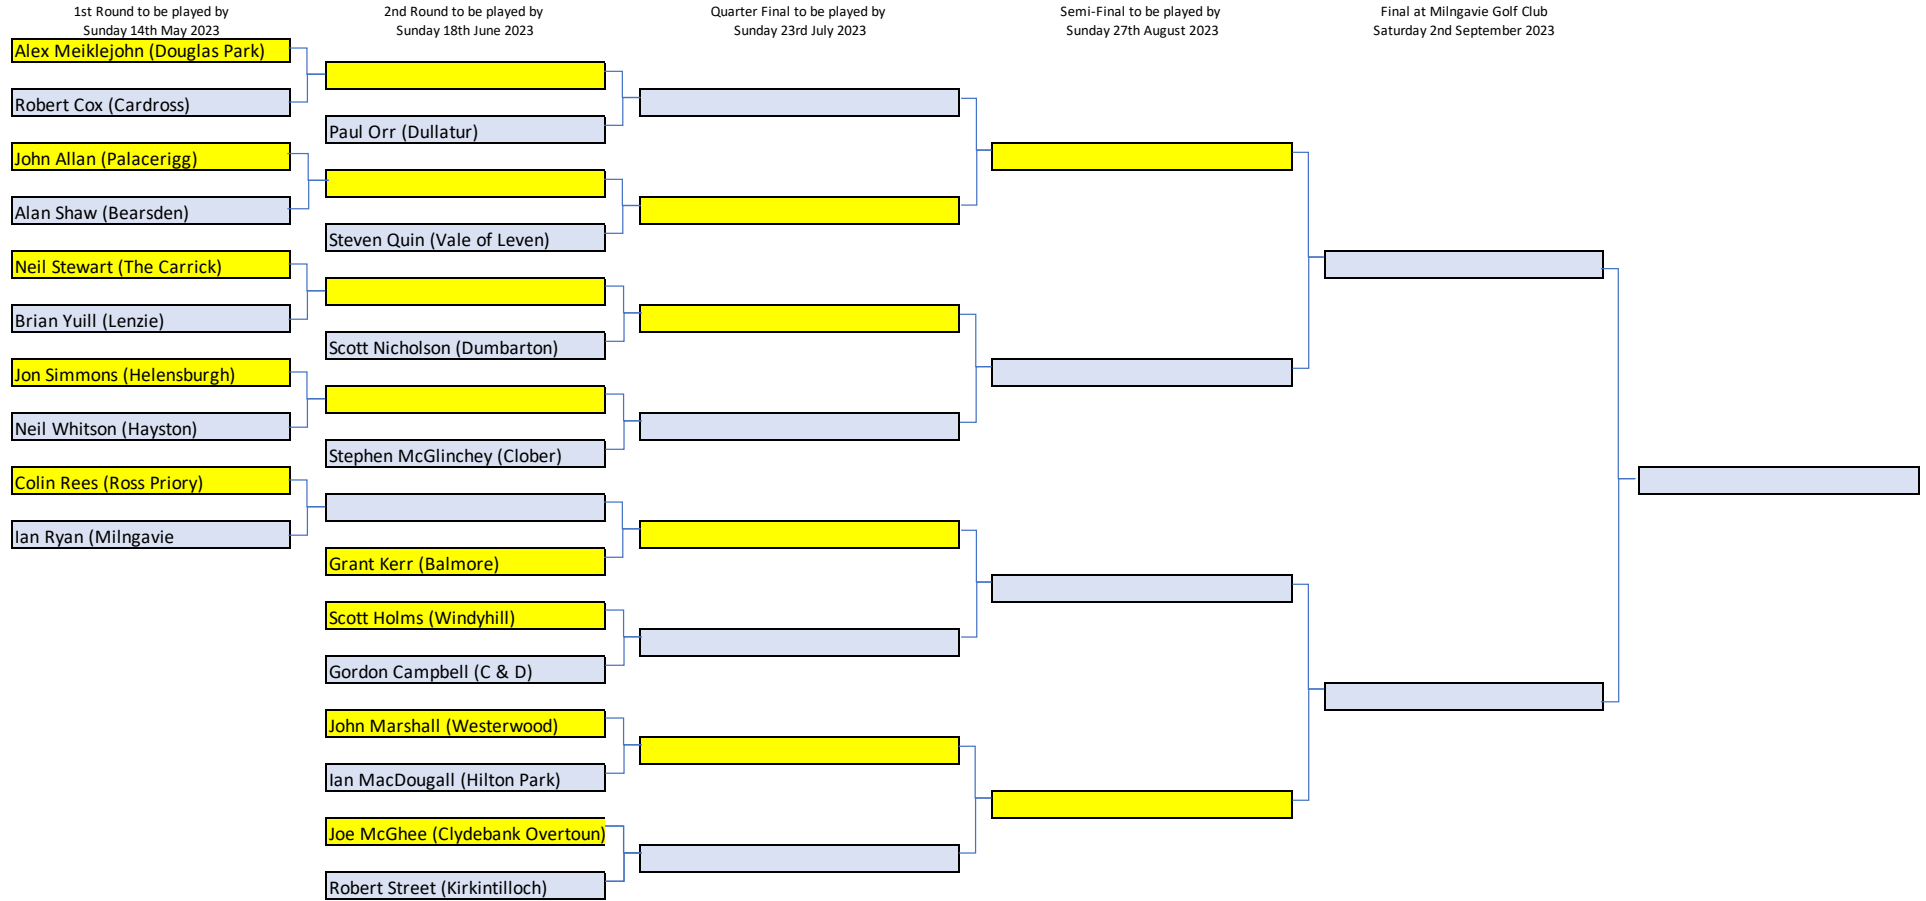 1st Round to be played by
Sunday 14th May 2023
2nd Round to be played by
Sunday 18th June 2023
Quarter Final to be played by
Sunday 23rd July 2023
Semi-Final to be played by
Sunday 27th August 2023
Final at Milngavie Golf Club
Saturday 2nd September 2023
Alex Meiklejohn (Douglas Park)
Robert Cox (Cardross)
John Allan (Palacerigg)
Alan Shaw (Bearsden)
Neil Stewart (The Carrick)
Brian Yuill (Lenzie)
Jon Simmons (Helensburgh)
Neil Whitson (Hayston)
Colin Rees (Ross Priory)
Ian Ryan (Milngavie
Paul Orr (Dullatur)
Steven Quin (Vale of Leven)
Scott Nicholson (Dumbarton)
Stephen McGlinchey (Clober)
Grant Kerr (Balmore)
Scott Holms (Windyhill)
Gordon Campbell (C & D)
John Marshall (Westerwood)
Ian MacDougall (Hilton Park)
Joe McGhee (Clydebank Overtoun)
Robert Street (Kirkintilloch)